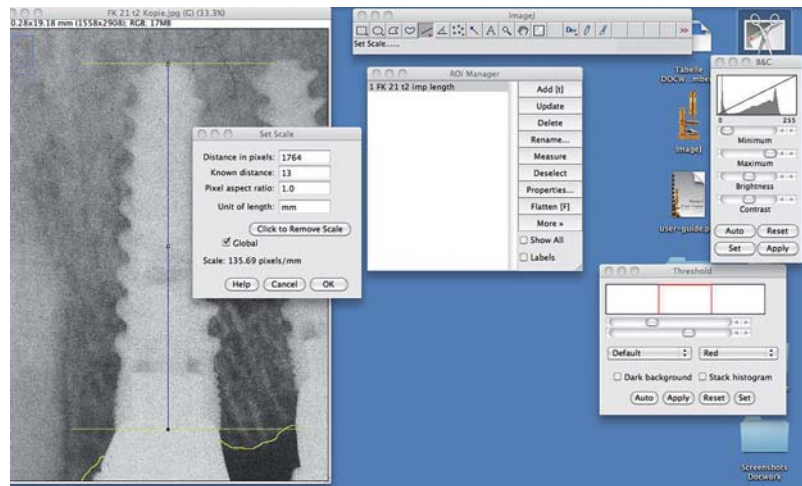 FK 21 t2 Kopie.jpg (G) (33.3%)
0.28x19.18 mm (1558x2908); RGB; 17MB
ImageJ
A
Dev
>>
Set Scale......
ROI Manager
1 FK 21 t2 imp length
Add [t]
Update
Delete
Rename...
Measure
Deselect
Properties...
Flatten [F]
More »
Show All
Labels
Set Scale
Distance in pixels: 1764
Known distance: 13
Pixel aspect ratio: 1.0
Unit of length: mm
Click to Remove Scale
Global
Scale: 135.69 pixels/mm
Help
Cancel
OK
Tabelle
ImageJ
B&C
0
255
Minimum
Maximum
Brightness
Contrast
Auto
Reset
Set
Apply
Threshold
Default
Red
Dark background
Stack histogram
Auto
Apply
Reset
Set
Screenshots
Docwork